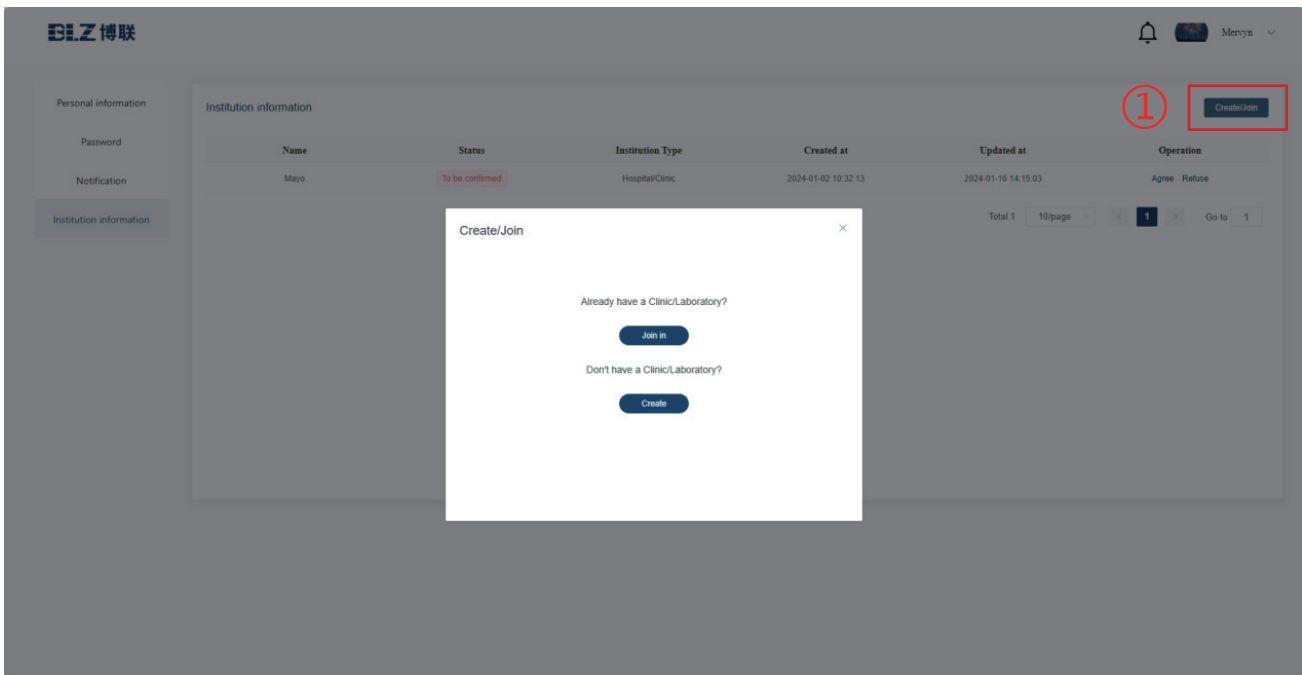 BLZ博联
Mervyn
Personal information
Password
Notification
Institution information
Institution information
①
Create/Join
Name Status Institution Type Created at Updated at Operation
Mayo To be confirmed Hospital/Clinic 2024-01-02 10:32:13 2024-01-16 14:15:03 Agree Refuse
Total 1 10/page < 1 > Go to 1
Create/Join ×
Already have a Clinic/Laboratory?
Join in
Don't have a Clinic/Laboratory?
Create